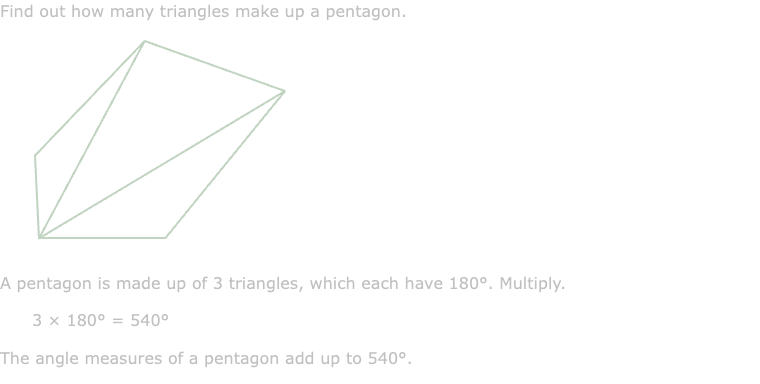 Find out how many triangles make up a pentagon.
A pentagon is made up of 3 triangles, which each have 180°. Multiply.
3 × 180° = 540°
The angle measures of a pentagon add up to 540°.